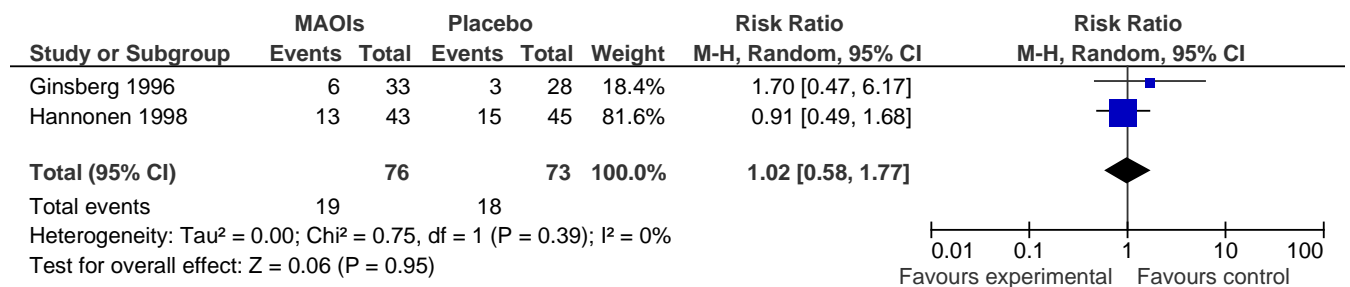 MAOIs Placebo Risk Ratio Risk Ratio
Study or Subgroup Events Total Events Total Weight M-H, Random, 95% CI M-H, Random, 95% CI
Ginsberg 1996 6 33 3 28 18.4% 1.70 [0.47, 6.17]
Hannonen 1998 13 43 15 45 81.6% 0.91 [0.49, 1.68]
Total (95% CI) 76 73 100.0% 1.02 [0.58, 1.77]
Total events 19 18
Heterogeneity: Tau² = 0.00; Chi² = 0.75, df = 1 (P = 0.39); I² = 0%
Test for overall effect: Z = 0.06 (P = 0.95)
0.01 0.1 1 10 100
Favours experimental Favours control